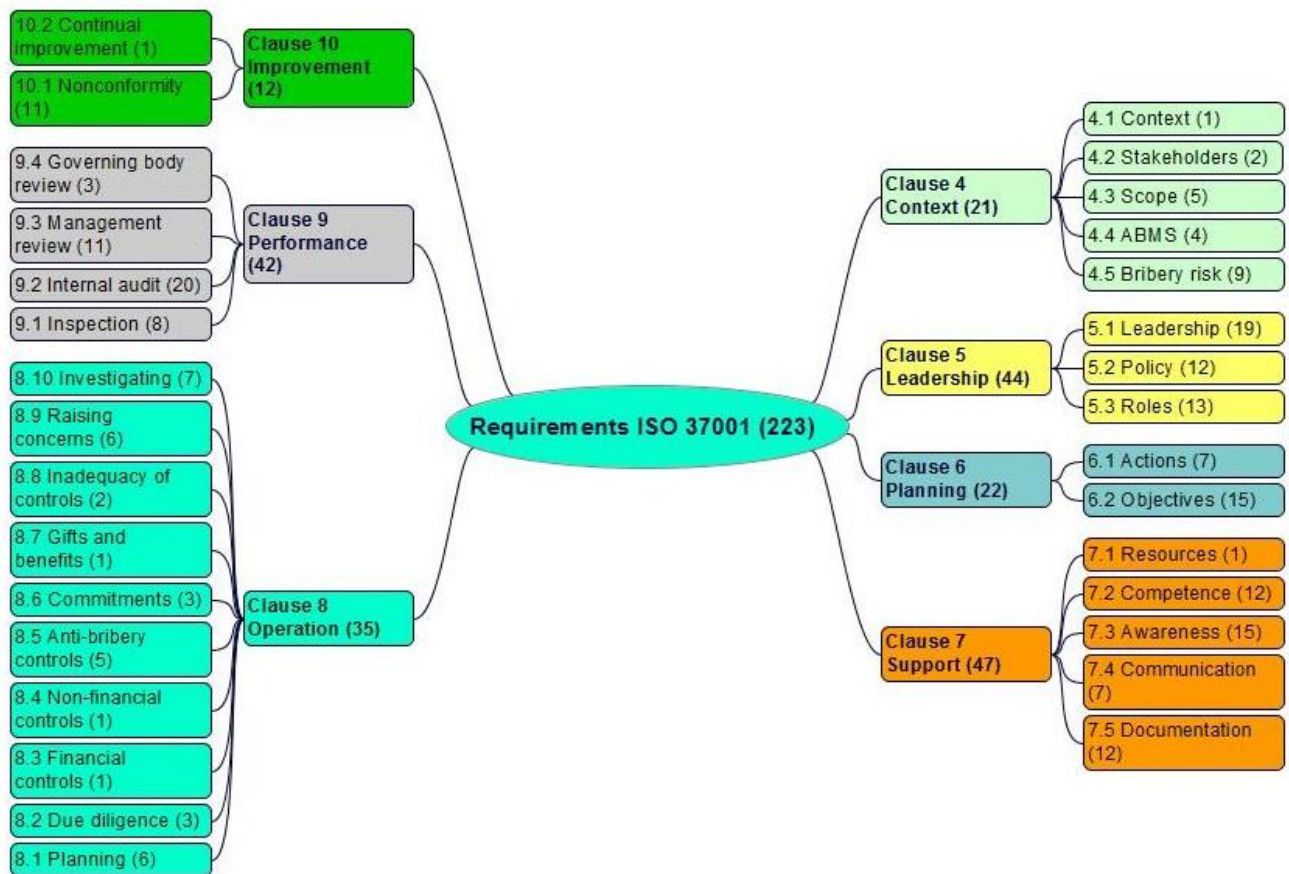 10.2 Continual
improvement (1)
10.1 Nonconformity
(11)
Clause 10
Improvement
(12)
9.4 Governing body
review (3)
9.3 Management
review (11)
9.2 Internal audit (20)
9.1 Inspection (8)
Clause 9
Performance
(42)
8.10 Investigating (7)
8.9 Raising
concerns (6)
8.8 Inadequacy of
controls (2)
8.7 Gifts and
benefits (1)
8.6 Commitments (3)
8.5 Anti-bribery
controls (5)
8.4 Non-financial
controls (1)
8.3 Financial
controls (1)
8.2 Due diligence (3)
8.1 Planning (6)
Clause 8
Operation (35)
Requirements ISO 37001 (223)
Clause 4
Context (21)
4.1 Context (1)
4.2 Stakeholders (2)
4.3 Scope (5)
4.4 ABMS (4)
4.5 Bribery risk (9)
Clause 5
Leadership (44)
5.1 Leadership (19)
5.2 Policy (12)
5.3 Roles (13)
Clause 6
Planning (22)
6.1 Actions (7)
6.2 Objectives (15)
Clause 7
Support (47)
7.1 Resources (1)
7.2 Competence (12)
7.3 Awareness (15)
7.4 Communication
(7)
7.5 Documentation
(12)